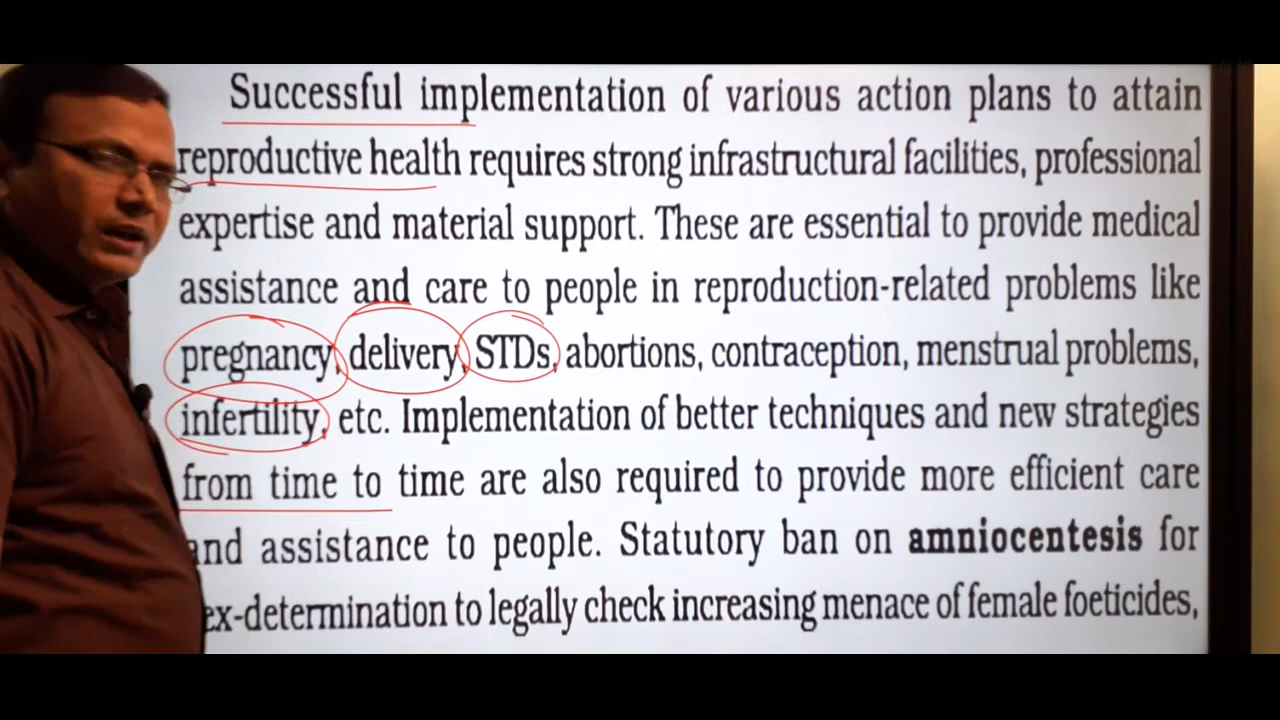 Successful implementation of various action plans to attain
reproductive health requires strong infrastructural facilities, professional
expertise and material support. These are essential to provide medical
assistance and care to people in reproduction-related problems like
pregnancy, delivery, STDs, abortions, contraception, menstrual problems,
infertility, etc. Implementation of better techniques and new strategies
from time to time are also required to provide more efficient care
and assistance to people. Statutory ban on amniocentesis for
ex-determination to legally check increasing menace of female foeticides,